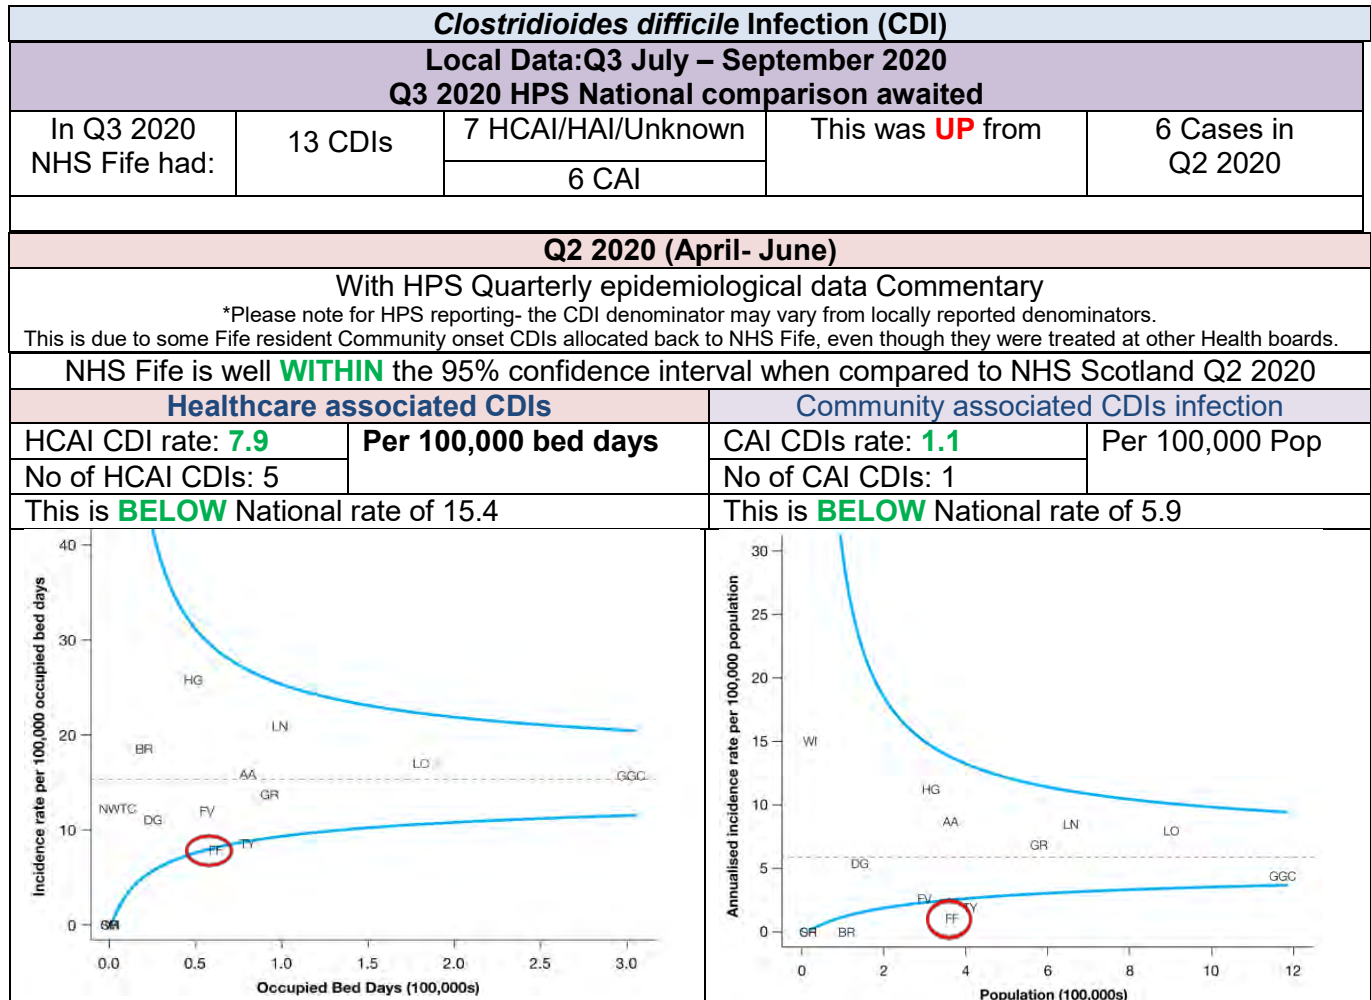 Clostridioides difficile Infection (CDI)
Local Data:Q3 July – September 2020
Q3 2020 HPS National comparison awaited
In Q3 2020
NHS Fife had:
13 CDIs
7 HCAI/HAI/Unknown
6 CAI
This was UP from
6 Cases in
Q2 2020
Q2 2020 (April- June)
With HPS Quarterly epidemiological data Commentary
*Please note for HPS reporting- the CDI denominator may vary from locally reported denominators.
This is due to some Fife resident Community onset CDIs allocated back to NHS Fife, even though they were treated at other Health boards.
NHS Fife is well WITHIN the 95% confidence interval when compared to NHS Scotland Q2 2020
Healthcare associated CDIs
HCAI CDI rate: 7.9
Per 100,000 bed days
No of HCAI CDIs: 5
This is BELOW National rate of 15.4
Community associated CDIs infection
CAI CDIs rate: 1.1
Per 100,000 Pop
No of CAI CDIs: 1
This is BELOW National rate of 5.9
Incidence rate per 100,000 occupied bed days
40
30
20
10
0
HG
LN
BR
LO
AA
GGC
GR
NWTC
FV
DG
FF
TY
0.0 0.5 1.0 1.5 2.0 2.5 3.0
Occupied Bed Days (100,000s)
Annualised incidence rate per 100,000 population
30
25
20
15
10
5
0
WI
HG
AA
LN
LO
GR
DG
GGC
FV
TY
FF
BR
0 2 4 6 8 10 12
Population (100,000s)